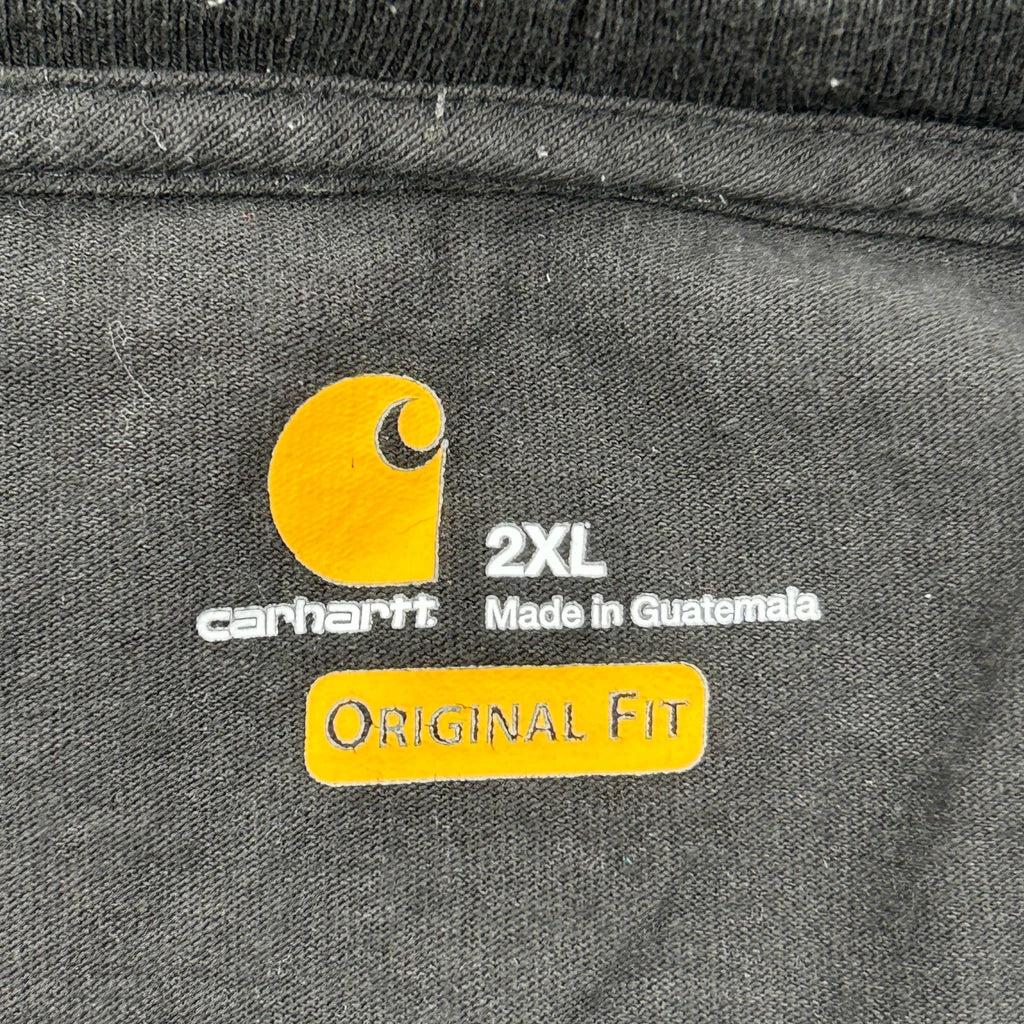 2XL
carhartt
Made in Guatemala
ORIGINAL FIT